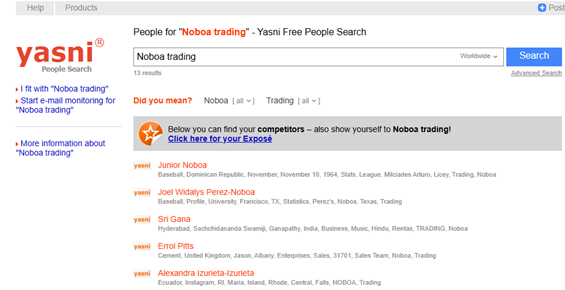 Help Products Post
People for "Noboa trading" - Yasni Free People Search
yasni®
People Search
Noboa trading Worldwide Search
13 results Advanced Search
I fit with "Noboa trading"
Start e-mail monitoring for
"Noboa trading"
Did you mean? Noboa [ all ] Trading [ all ]
More information about
"Noboa trading"
Below you can find your competitors – also show yourself to Noboa trading!
Click here for your Exposé
yasni Junior Noboa
Baseball, Dominican Republic, November, November 10, 1964, Stats, League, Milciades Arturo, Licey, Trading, Noboa
yasni Joel Widalys Perez-Noboa
Baseball, Profile, University, Francisco, TX, Statistics, Perez's, Noboa, Texas, Trading
yasni Sri Gana
Hyderabad, Sachchidananda Swamiji, Ganapathy, India, Business, Music, Hindu, Rentas, TRADING, Noboa
yasni Errol Pitts
Cement, United Kingdom, Jason, Albany, Enterprises, Sales, 31701, Sales Team, Noboa, Trading
yasni Alexandra Izurieta-Izurieta
Ecuador, Instagram, RI, Maria, Island, Rhode, Central, Falls, NOBOA, Trading